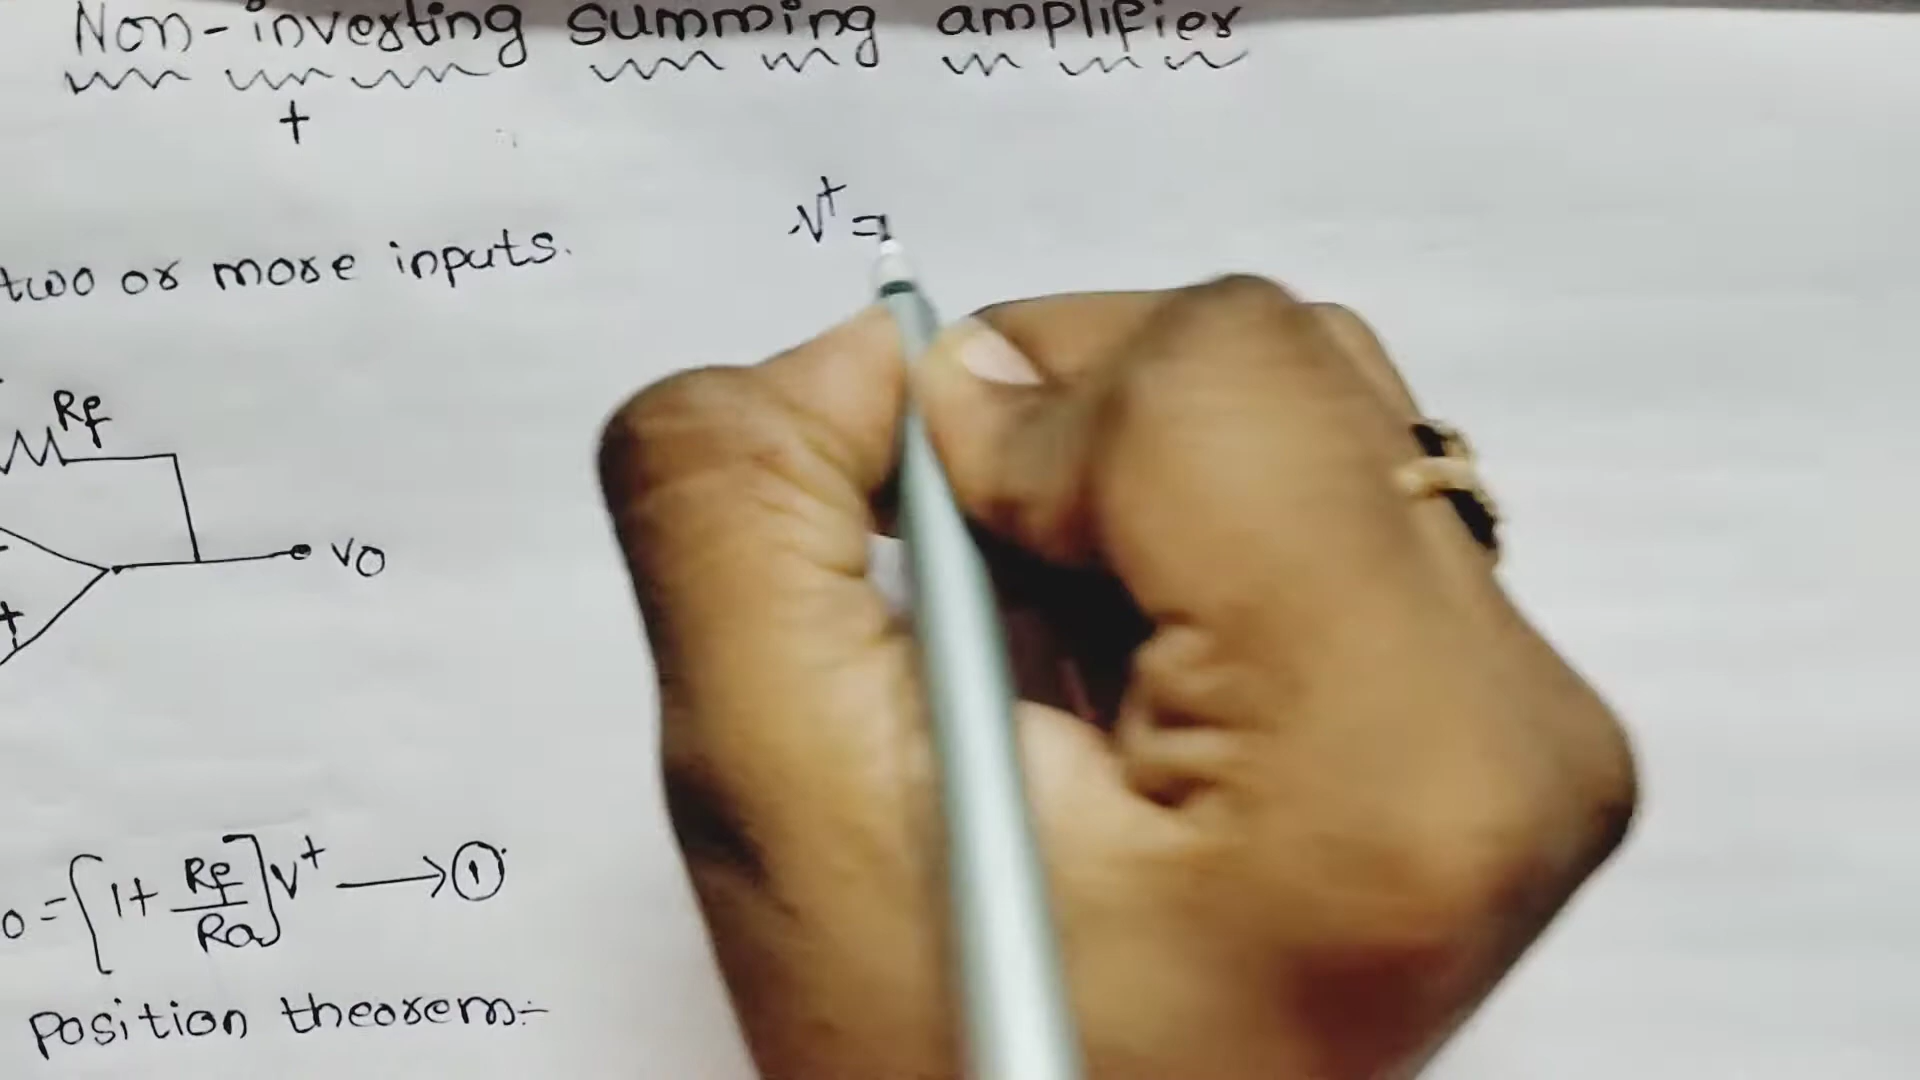 Non-inverting summing amplifier
+
two or more inputs.
V⁺ =
Rf
-
+
VO
o = [1 + Rf/Ra] V⁺ → ①
Position theorem:-